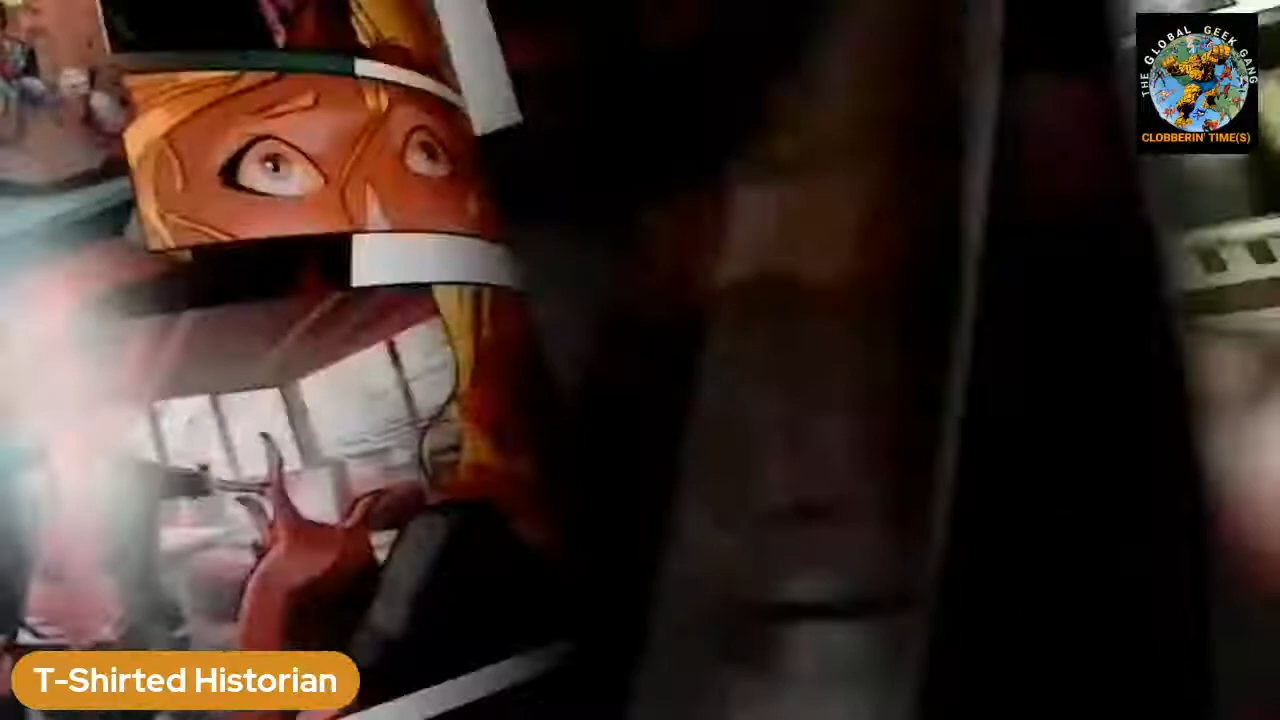 THE GLOBAL GEEK GANG
CLOBBERIN' TIME(S)
T-Shirted Historian